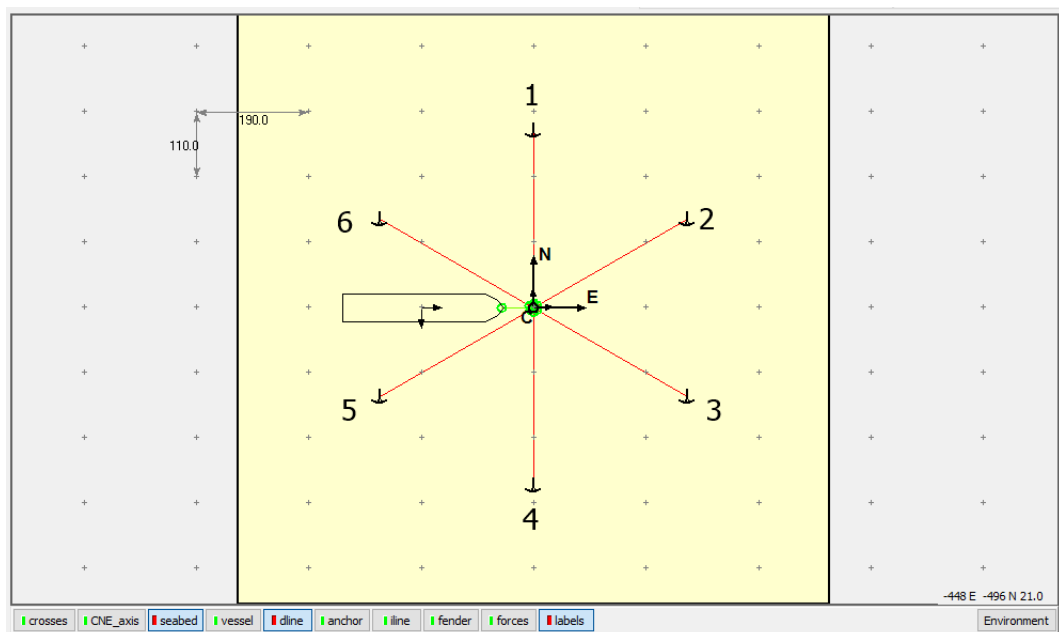 1
190.0
110.0
6
2
N
E
C
5
3
4
-448 E -496 N 21.0
crosses CNE_axis seabed vessel dline anchor iline fender forces labels Environment